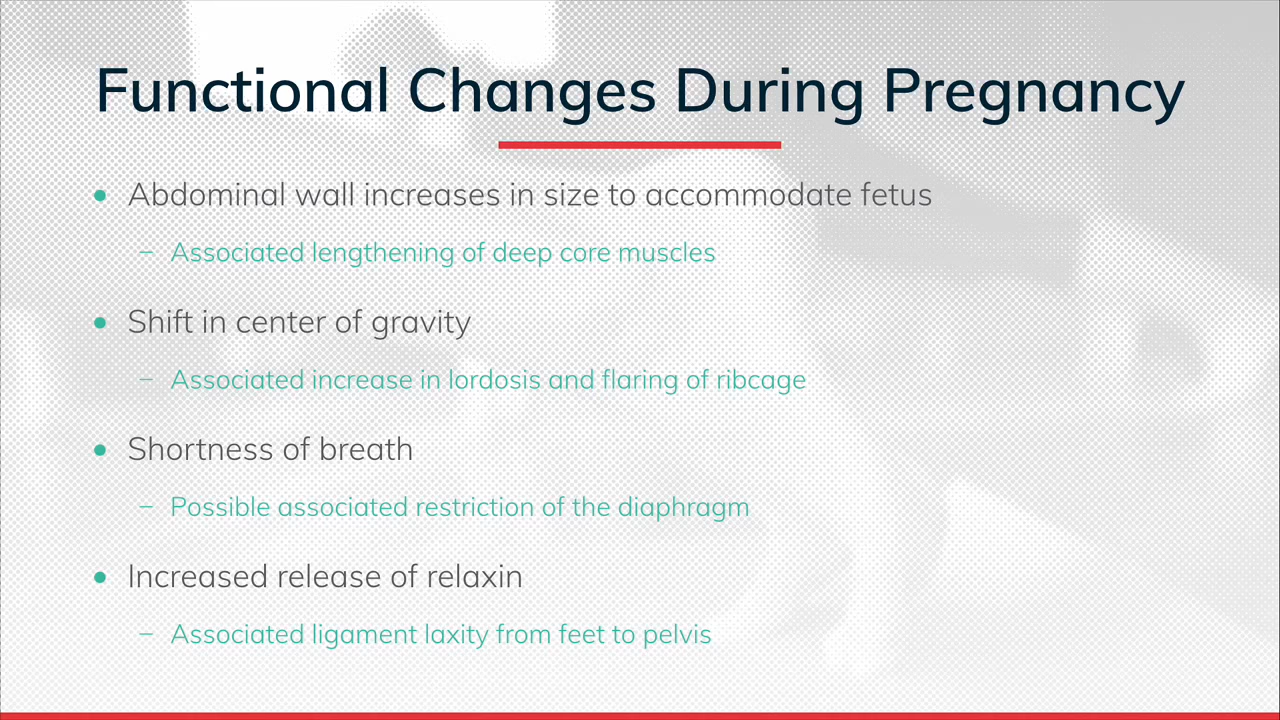 Functional Changes During Pregnancy
• Abdominal wall increases in size to accommodate fetus
– Associated lengthening of deep core muscles
• Shift in center of gravity
– Associated increase in lordosis and flaring of ribcage
• Shortness of breath
– Possible associated restriction of the diaphragm
• Increased release of relaxin
– Associated ligament laxity from feet to pelvis